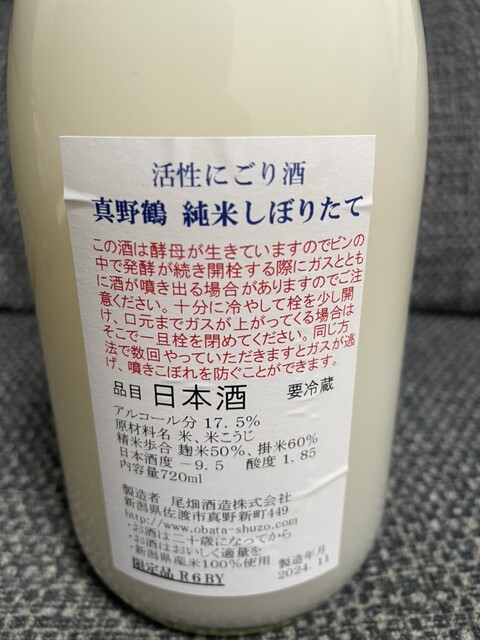 活性にごり酒
真野鶴 純米しぼりたて
この酒は酵母が生きていますのでビンの
中で発酵が続き開栓する際にガスととも
に酒が噴き出る場合がありますのでご注
意ください。十分に冷やして栓を少し開
け、口元までガスが上がってくる場合は
そこで一旦栓を閉めてください。同じ方
法で数回やっていただきますとガスが逃
げ、噴きこぼれを防ぐことができます。
品目 日本酒 要冷蔵
アルコール分 17.5%
原材料名 米、米こうじ
精米歩合 麹米50%、掛米60%
日本酒度 －9.5 酸度 1.85
内容量720ml
製造者 尾畑酒造株式会社
新潟県佐渡市真野新町449
http://www.obata-shuzo.com
・お酒は二十歳になってから
・お酒はおいしく適量を
・新潟県産米100%使用 製造年月
限定品 R6BY 2024.11